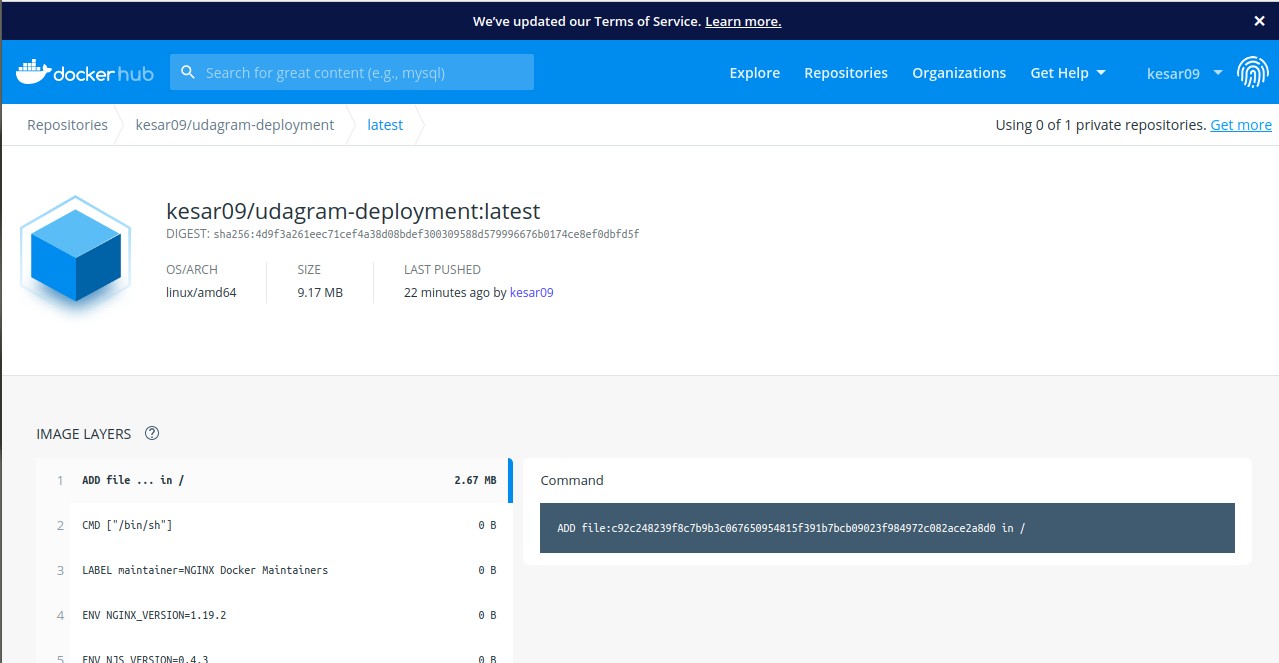 We've updated our Terms of Service. Learn more. ×
docker hub Search for great content (e.g., mysql) Explore Repositories Organizations Get Help kesar09
Repositories kesar09/udagram-deployment latest Using 0 of 1 private repositories. Get more
kesar09/udagram-deployment:latest
DIGEST: sha256:4d9f3a261eec71cef4a38d08bdef300309588d579996676b0174ce8ef0dbfd5f
OS/ARCH SIZE LAST PUSHED
linux/amd64 9.17 MB 22 minutes ago by kesar09
IMAGE LAYERS ?
1 ADD file ... in / 2.67 MB
2 CMD ["/bin/sh"] 0 B
3 LABEL maintainer=NGINX Docker Maintainers 0 B
4 ENV NGINX_VERSION=1.19.2 0 B
5 ENV NJS_VERSION=0.4.3 0 B
Command
ADD file:c92c248239f8c7b9b3c067650954815f391b7bcb09023f984972c082ace2a8d0 in /